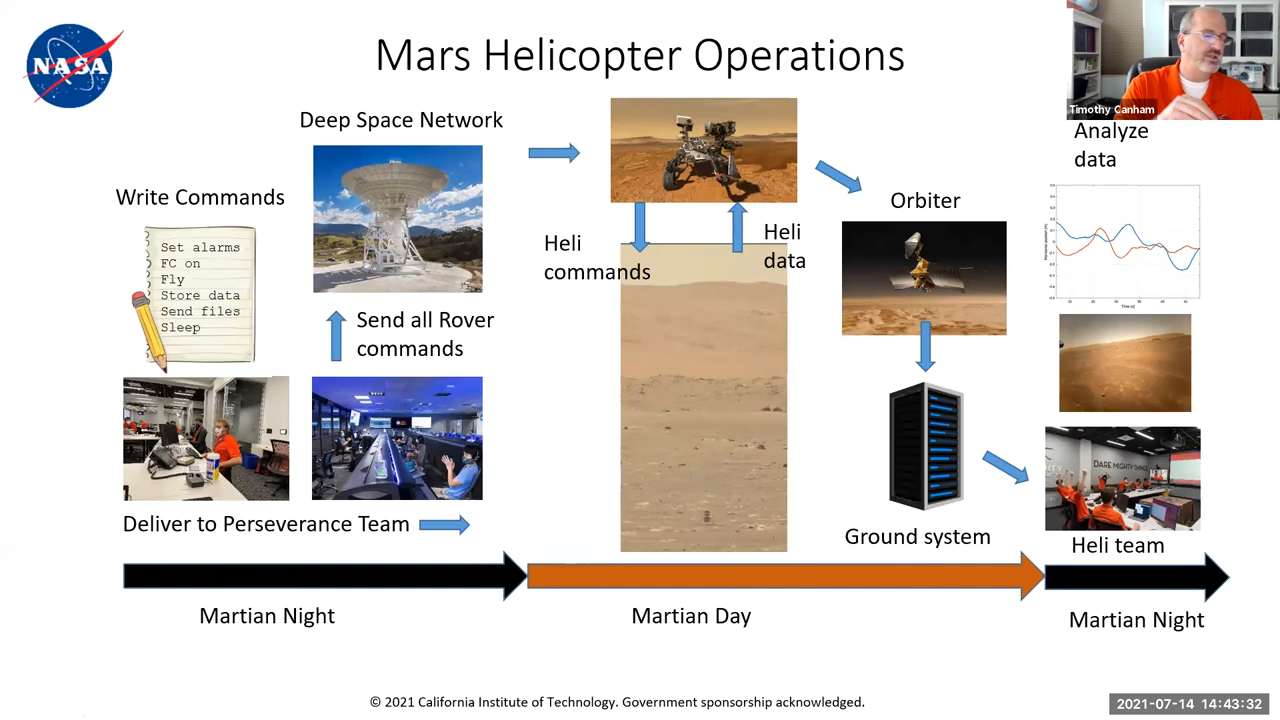 NASA
Mars Helicopter Operations
Timothy Canham
Deep Space Network
Write Commands
Set alarms
FC on
Fly
Store data
Send files
Sleep
Send all Rover
commands
Deliver to Perseverance Team
Heli
commands
Heli
data
Orbiter
Ground system
Analyze
data
DARE MIGHTY THINGS
Heli team
Martian Night
Martian Day
Martian Night
© 2021 California Institute of Technology. Government sponsorship acknowledged.
2021-07-14 14:43:32